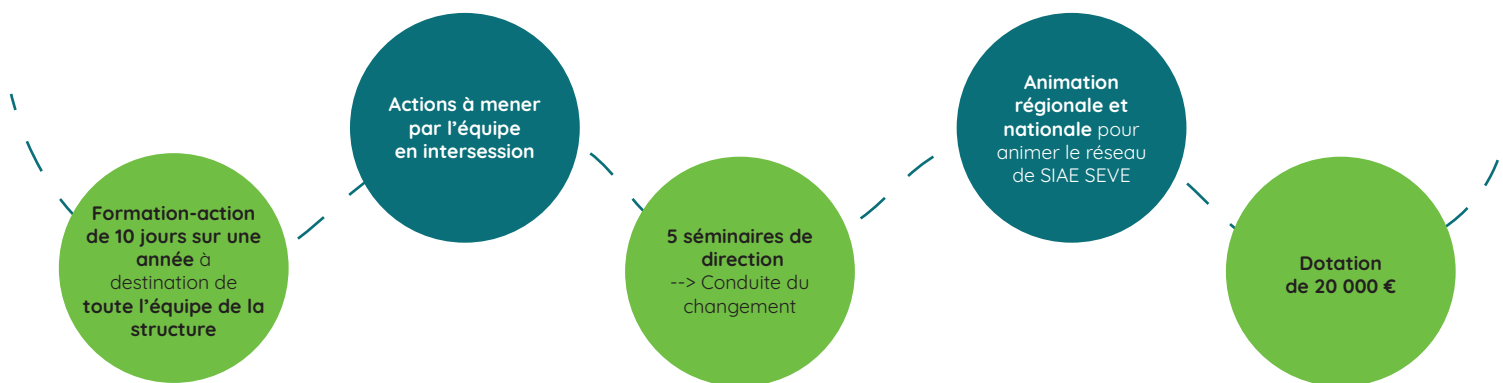 Formation-action
de 10 jours sur une
année à
destination de
toute l’équipe de la
structure
Actions à mener
par l’équipe
en intersession
5 séminaires de
direction
--> Conduite du
changement
Animation
régionale et
nationale pour
animer le réseau
de SIAE SEVE
Dotation
de 20 000 €